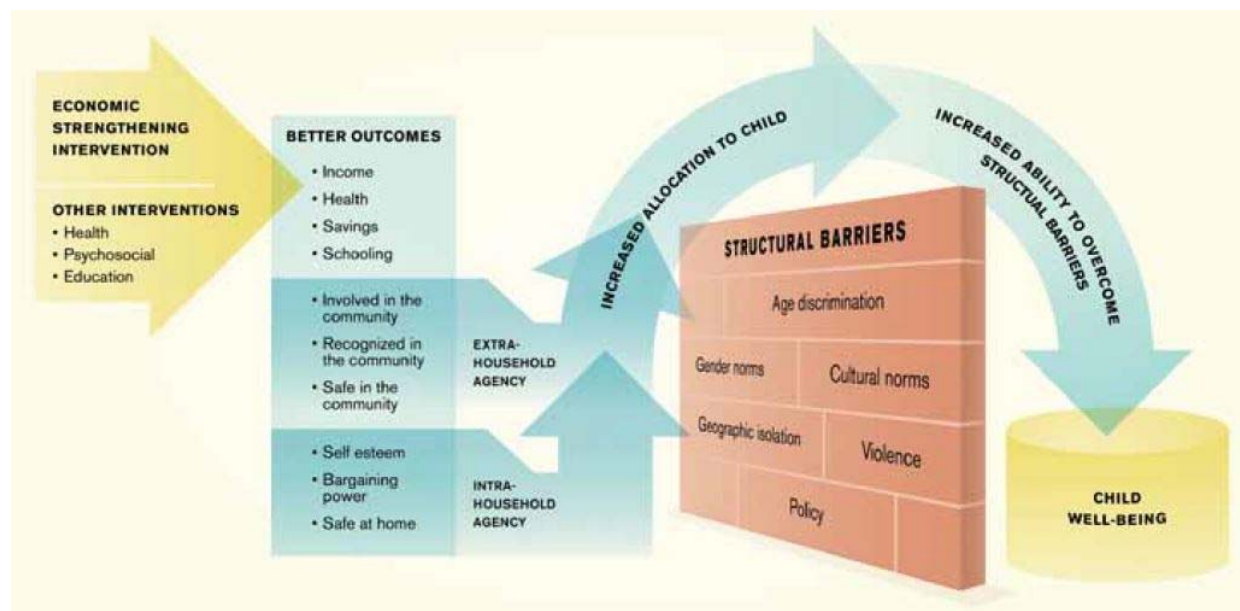 ECONOMIC
STRENGTHENING
INTERVENTION
OTHER INTERVENTIONS
• Health
• Psychosocial
• Education
BETTER OUTCOMES
• Income
• Health
• Savings
• Schooling
• Involved in the
community
• Recognized in
the community
• Safe in the
community
EXTRA-
HOUSEHOLD
AGENCY
• Self esteem
• Bargaining
power
• Safe at home
INTRA-
HOUSEHOLD
AGENCY
INCREASED ALLOCATION TO CHILD
INCREASED ABILITY TO OVERCOME
STRUCTUAL BARRIERS
STRUCTURAL BARRIERS
Age discrimination
Gender norms
Cultural norms
Geographic isolation
Violence
Policy
CHILD
WELL-BEING